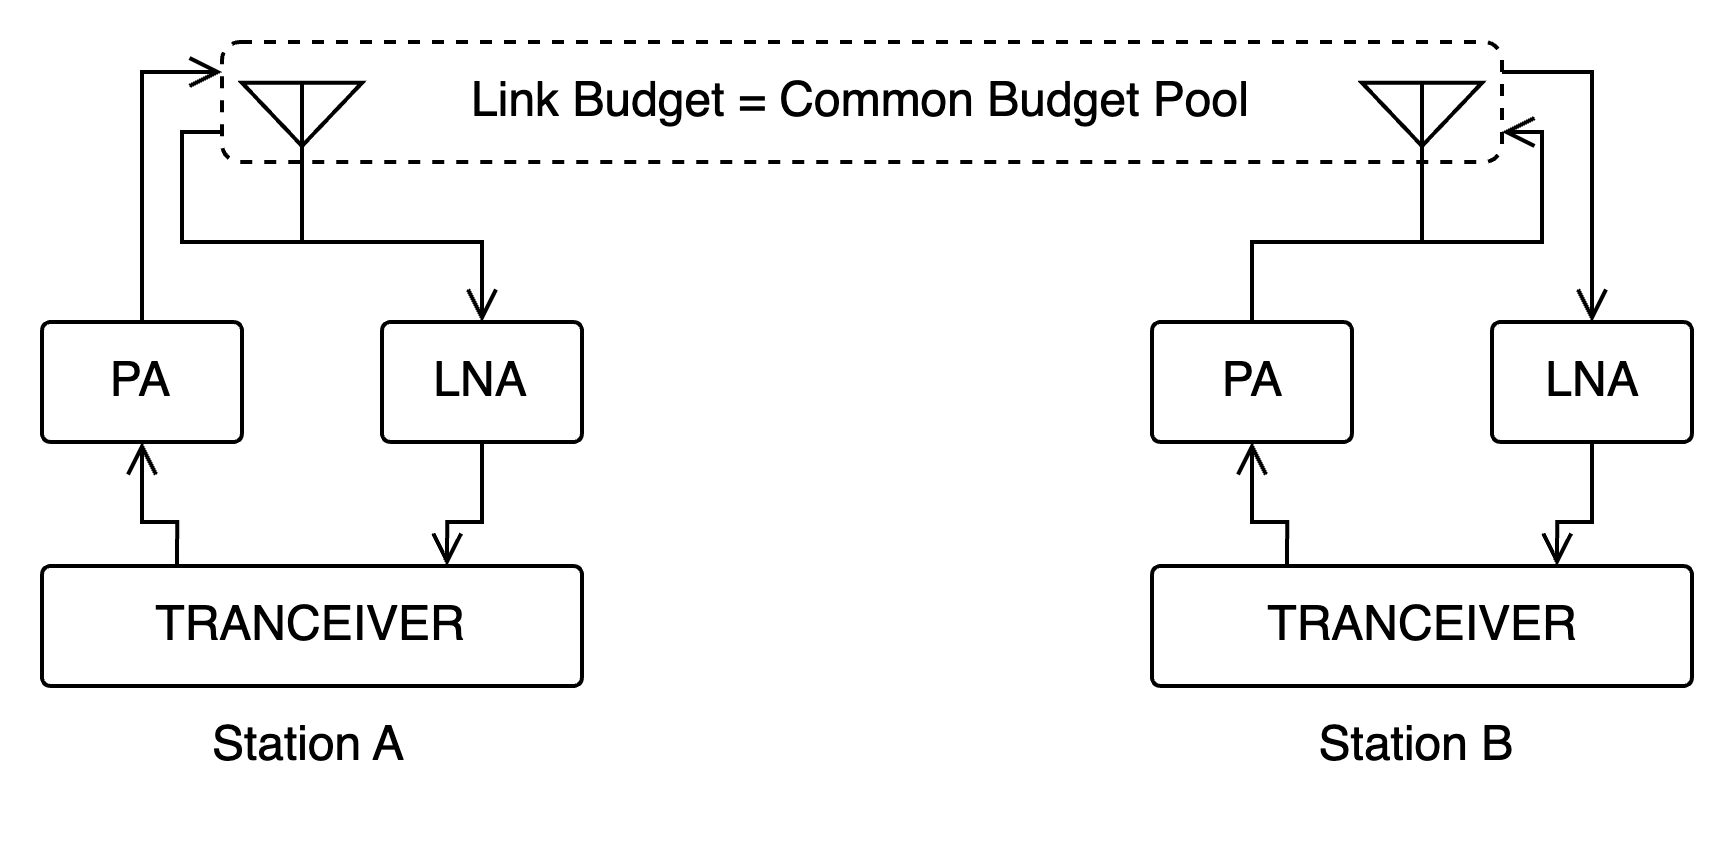 Link Budget = Common Budget Pool
PA
LNA
PA
LNA
TRANCEIVER
TRANCEIVER
Station A
Station B